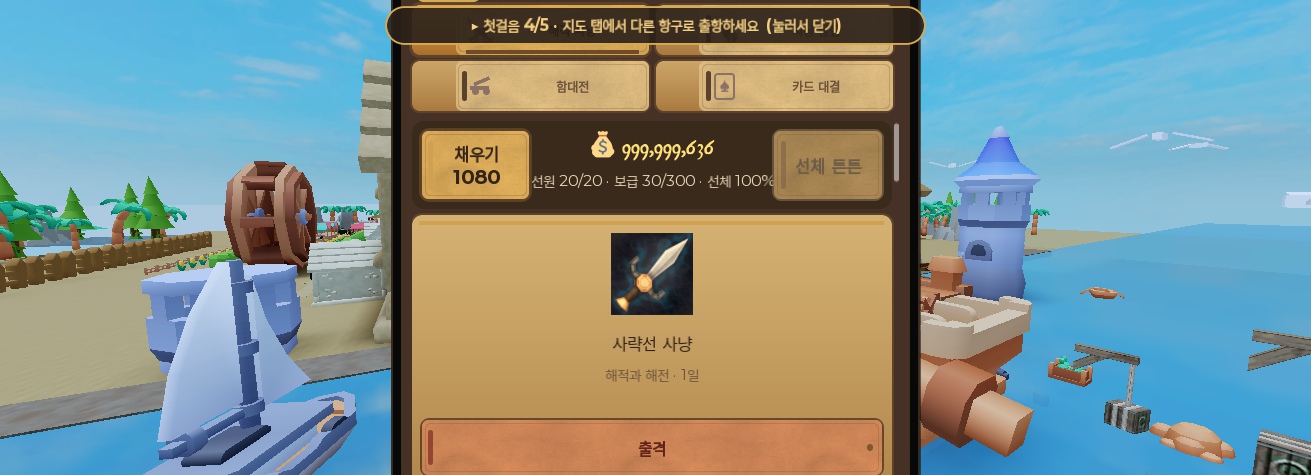 ▸ 첫걸음 4/5 · 지도 탭에서 다른 항구로 출항하세요 (눌러서 닫기)
함대전
카드 대결
채우기
1080
999,999,636
선원 20/20 · 보급 30/300 · 선체 100%
선체 튼튼
사략선 사냥
해적과 해전 · 1일
출격